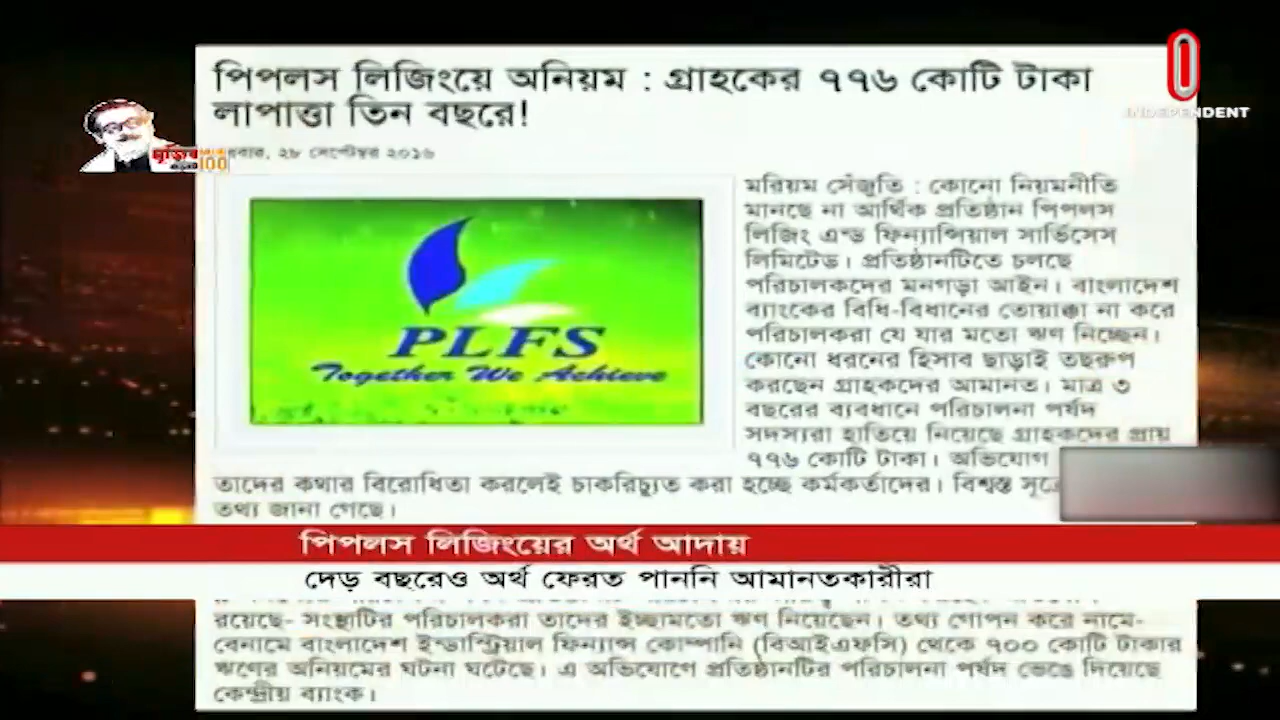 পিপলস লিজিংয়ে অনিয়ম : গ্রাহকের ৭৭৬ কোটি টাকা
লাপাত্তা তিন বছরে!
INDEPENDENT
মুজিব
100
২৮ সেপ্টেম্বর ২০১৬
মরিয়ম সেঁজুতি : কোনো নিয়মনীতি
মানছে না আর্থিক প্রতিষ্ঠান পিপলস
লিজিং এন্ড ফিন্যান্সিয়াল সার্ভিসেস
লিমিটেড। প্রতিষ্ঠানটিতে চলছে
পরিচালকদের মনগড়া আইন। বাংলাদেশ
ব্যাংকের বিধি-বিধানের তোয়াক্কা না করে
পরিচালকরা যে যার মতো ঋণ নিচ্ছেন।
কোনো ধরনের হিসাব ছাড়াই তছরুপ
করছেন গ্রাহকদের আমানত। মাত্র ৩
বছরের ব্যবধানে পরিচালনা পর্ষদ
সদস্যরা হাতিয়ে নিয়েছে গ্রাহকদের প্রায়
৭৭৬ কোটি টাকা। অভিযোগ
PLFS
Together We Achieve
তাদের কথার বিরোধিতা করলেই চাকরিচ্যুত করা হচ্ছে কর্মকর্তাদের। বিশ্বস্ত সূত্রে
তথ্য জানা গেছে।
পিপলস লিজিংয়ের অর্থ আদায়
দেড় বছরেও অর্থ ফেরত পাননি আমানতকারীরা
রয়েছে- সংস্থাটির পরিচালকরা তাদের ইচ্ছামতো ঋণ নিয়েছেন। তথ্য গোপন করে নামে-
বেনামে বাংলাদেশ ইন্ডাস্ট্রিয়াল ফিন্যান্স কোম্পানি (বিআইএফসি) থেকে ৭০০ কোটি টাকার
ঋণের অনিয়মের ঘটনা ঘটেছে। এ অভিযোগে প্রতিষ্ঠানটির পরিচালনা পর্ষদ ভেঙে দিয়েছে
কেন্দ্রীয় ব্যাংক।